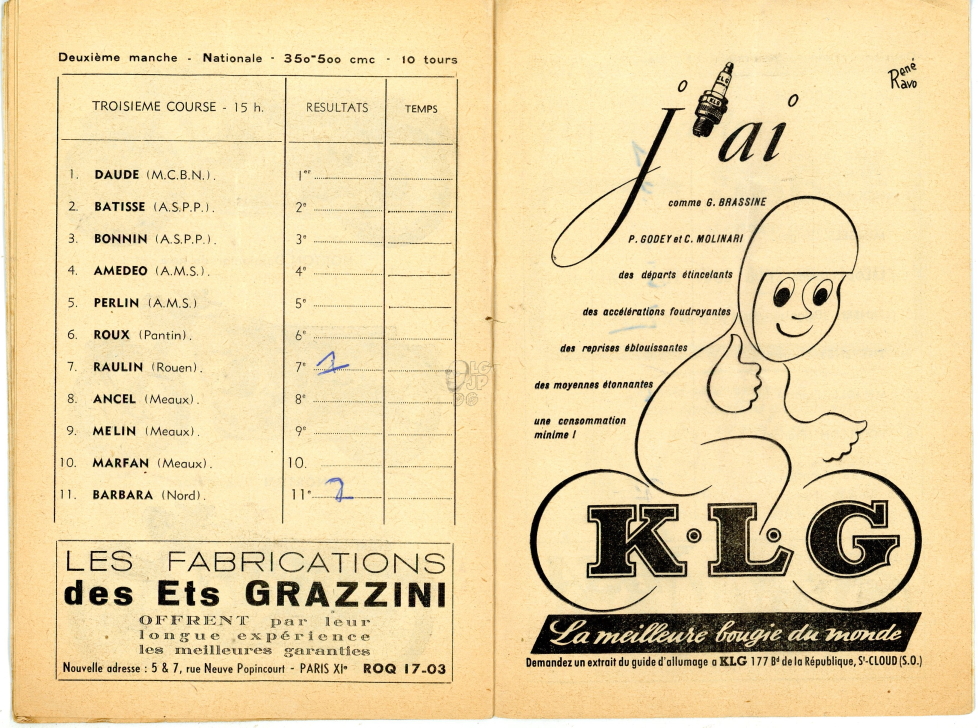 Deuxième manche - Nationale - 350-500 cmc - 10 tours
TROISIEME COURSE - 15 h. RESULTATS TEMPS
1. DAUDE (M.C.B.N.). 1er
2. BATISSE (A.S.P.P.). 2e
3. BONNIN (A.S.P.P.). 3e
4. AMEDEO (A.M.S.). 4e
5. PERLIN (A.M.S.) 5e
6. ROUX (Pantin). 6e
7. RAULIN (Rouen). 7e 1
8. ANCEL (Meaux). 8e
9. MELIN (Meaux). 9e
10. MARFAN (Meaux). 10.
11. BARBARA (Nord). 11e 2
LES FABRICATIONS
des Ets GRAZZINI
OFFRENT par leur
longue expérience
les meilleures garanties
Nouvelle adresse : 5 & 7, rue Neuve Popincourt - PARIS XIe ROQ 17-03
René
Ravo
j'ai
KLG
comme G. BRASSINE
P. GODEY et C. MOLINARI
des départs étincelants
des accélérations foudroyantes
des reprises éblouissantes
des moyennes étonnantes
une consommation
minime !
K·L·G
La meilleure bougie du monde
Demandez un extrait du guide d'allumage a KLG 177 Bd de la République, St-CLOUD (S.O.)